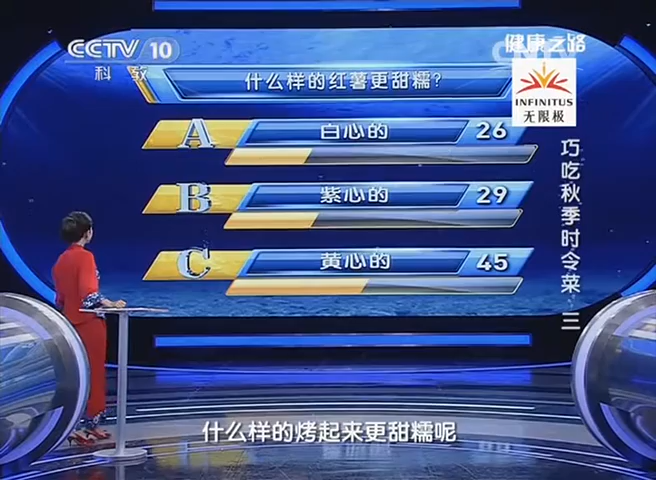 CCTV 10
科教
健康之路
什么样的红薯更甜糯?
INFINITUS
无限极
A 白心的 26
B 紫心的 29
C 黄心的 45
巧吃秋季时令菜·三
什么样的烤起来更甜糯呢